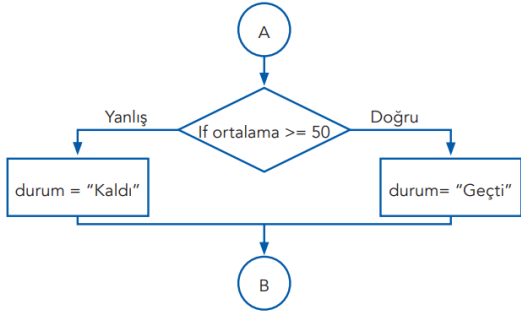 A
Yanlış
Doğru
If ortalama >= 50
durum = “Kaldı”
durum= “Geçti”
B